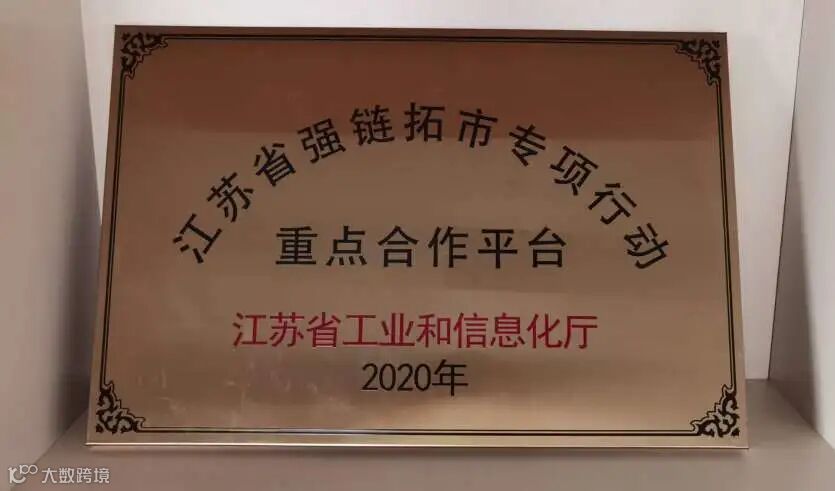 江苏省强链拓市专项行动
重点合作平台
江苏省工业和信息化厅
2020年
大数跨境